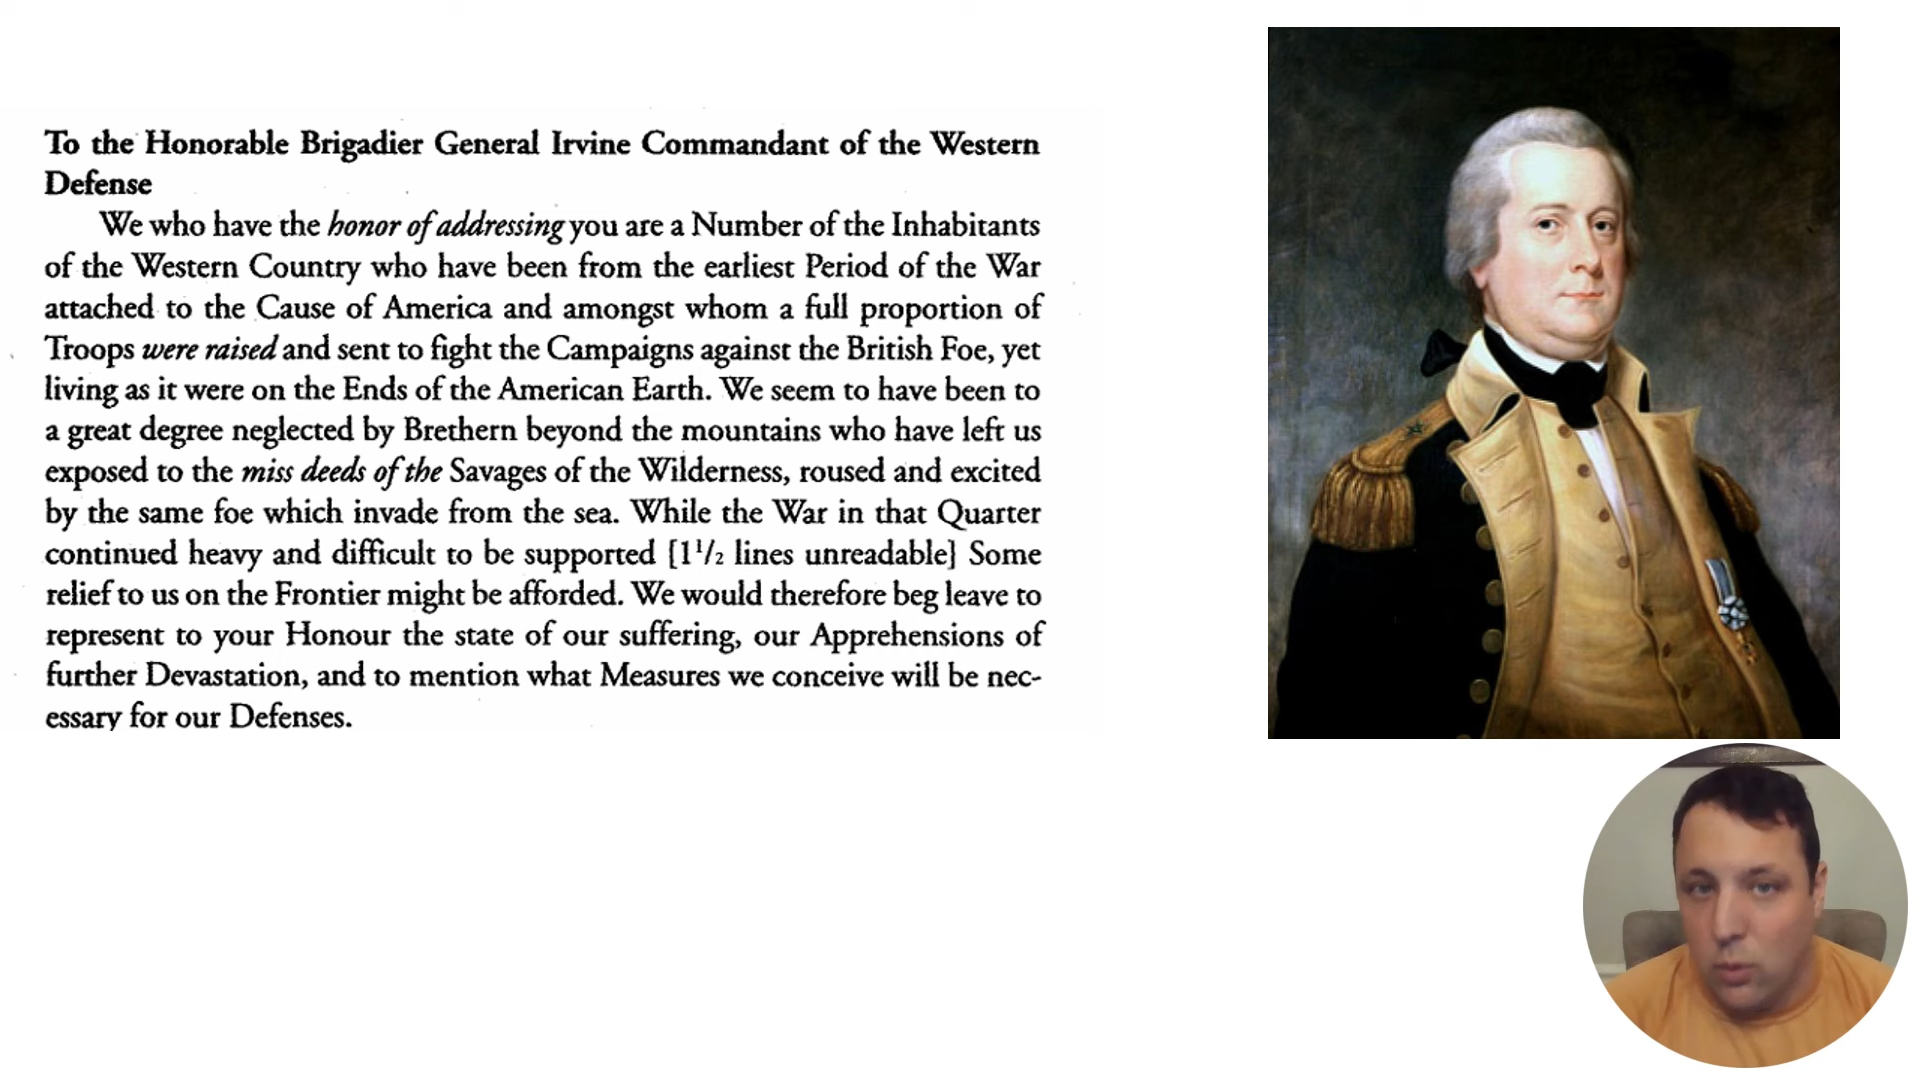 To the Honorable Brigadier General Irvine Commandant of the Western
Defense
We who have the honor of addressing you are a Number of the Inhabitants
of the Western Country who have been from the earliest Period of the War
attached to the Cause of America and amongst whom a full proportion of
Troops were raised and sent to fight the Campaigns against the British Foe, yet
living as it were on the Ends of the American Earth. We seem to have been to
a great degree neglected by Brethern beyond the mountains who have left us
exposed to the miss deeds of the Savages of the Wilderness, roused and excited
by the same foe which invade from the sea. While the War in that Quarter
continued heavy and difficult to be supported [1 1/2 lines unreadable] Some
relief to us on the Frontier might be afforded. We would therefore beg leave to
represent to your Honour the state of our suffering, our Apprehensions of
further Devastation, and to mention what Measures we conceive will be nec-
essary for our Defenses.